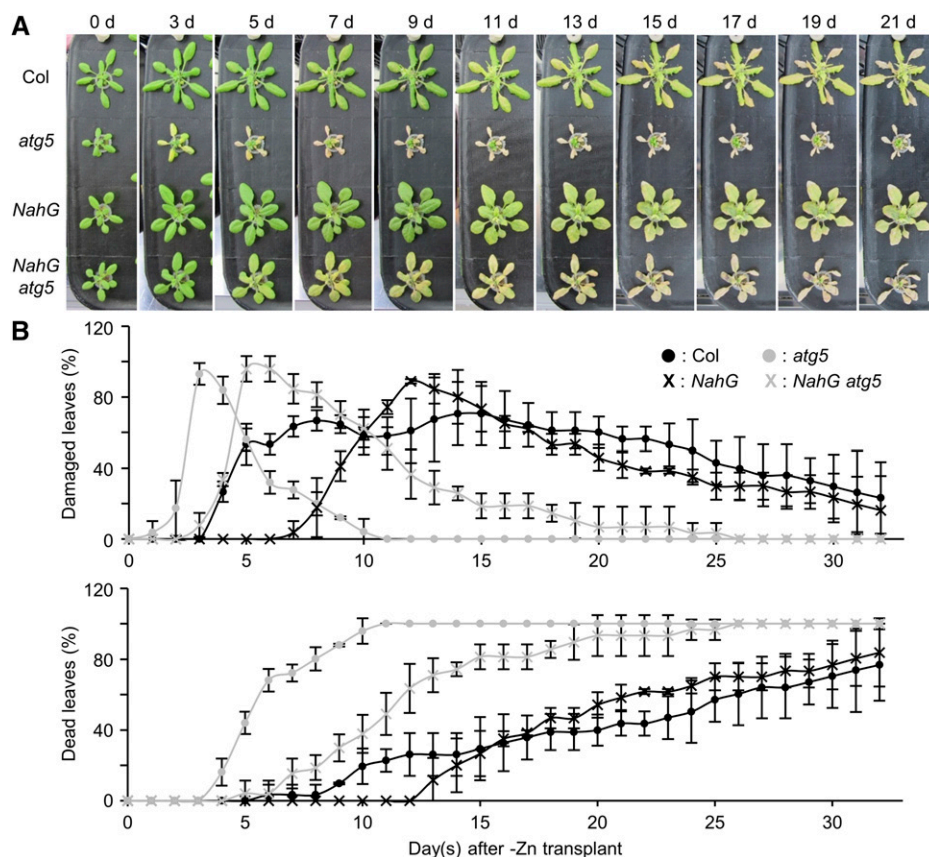 A
0 d 3 d 5 d 7 d 9 d 11 d 13 d 15 d 17 d 19 d 21 d
Col
atg5
NahG
NahG
atg5
B
120
80
40
0
Damaged leaves (%)
● : Col ● : atg5
X : NahG X : NahG atg5
0 5 10 15 20 25 30
120
80
40
0
Dead leaves (%)
0 5 10 15 20 25 30
Day(s) after -Zn transplant